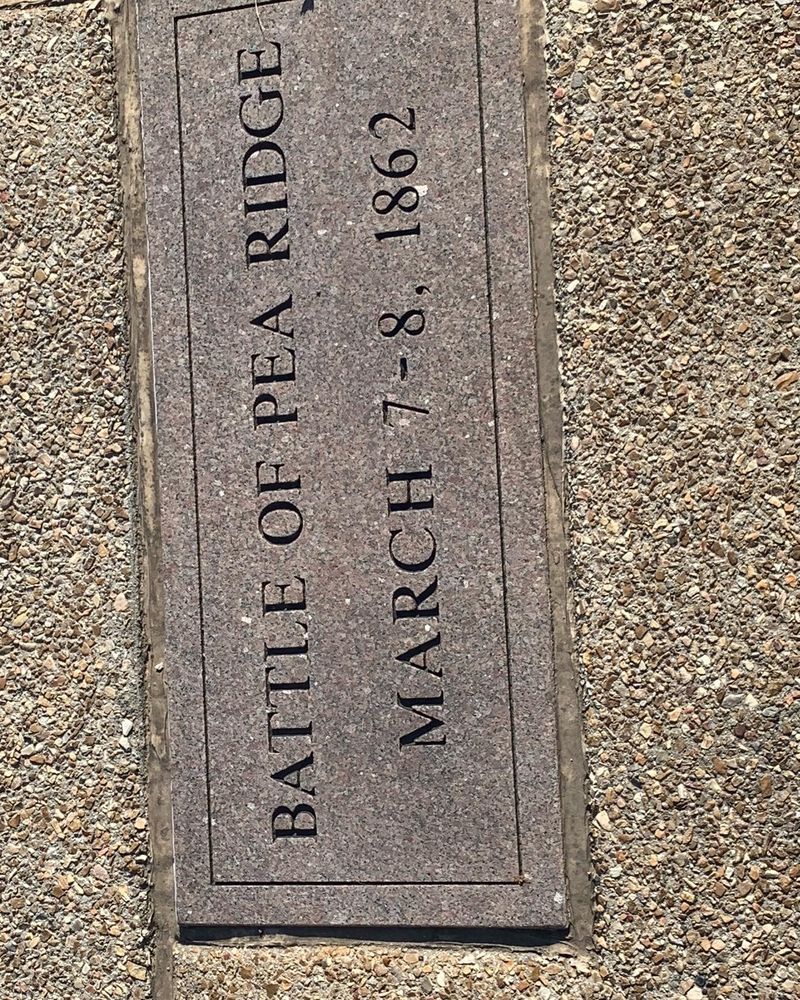 BATTLE OF PEA RIDGE
MARCH 7-8, 1862